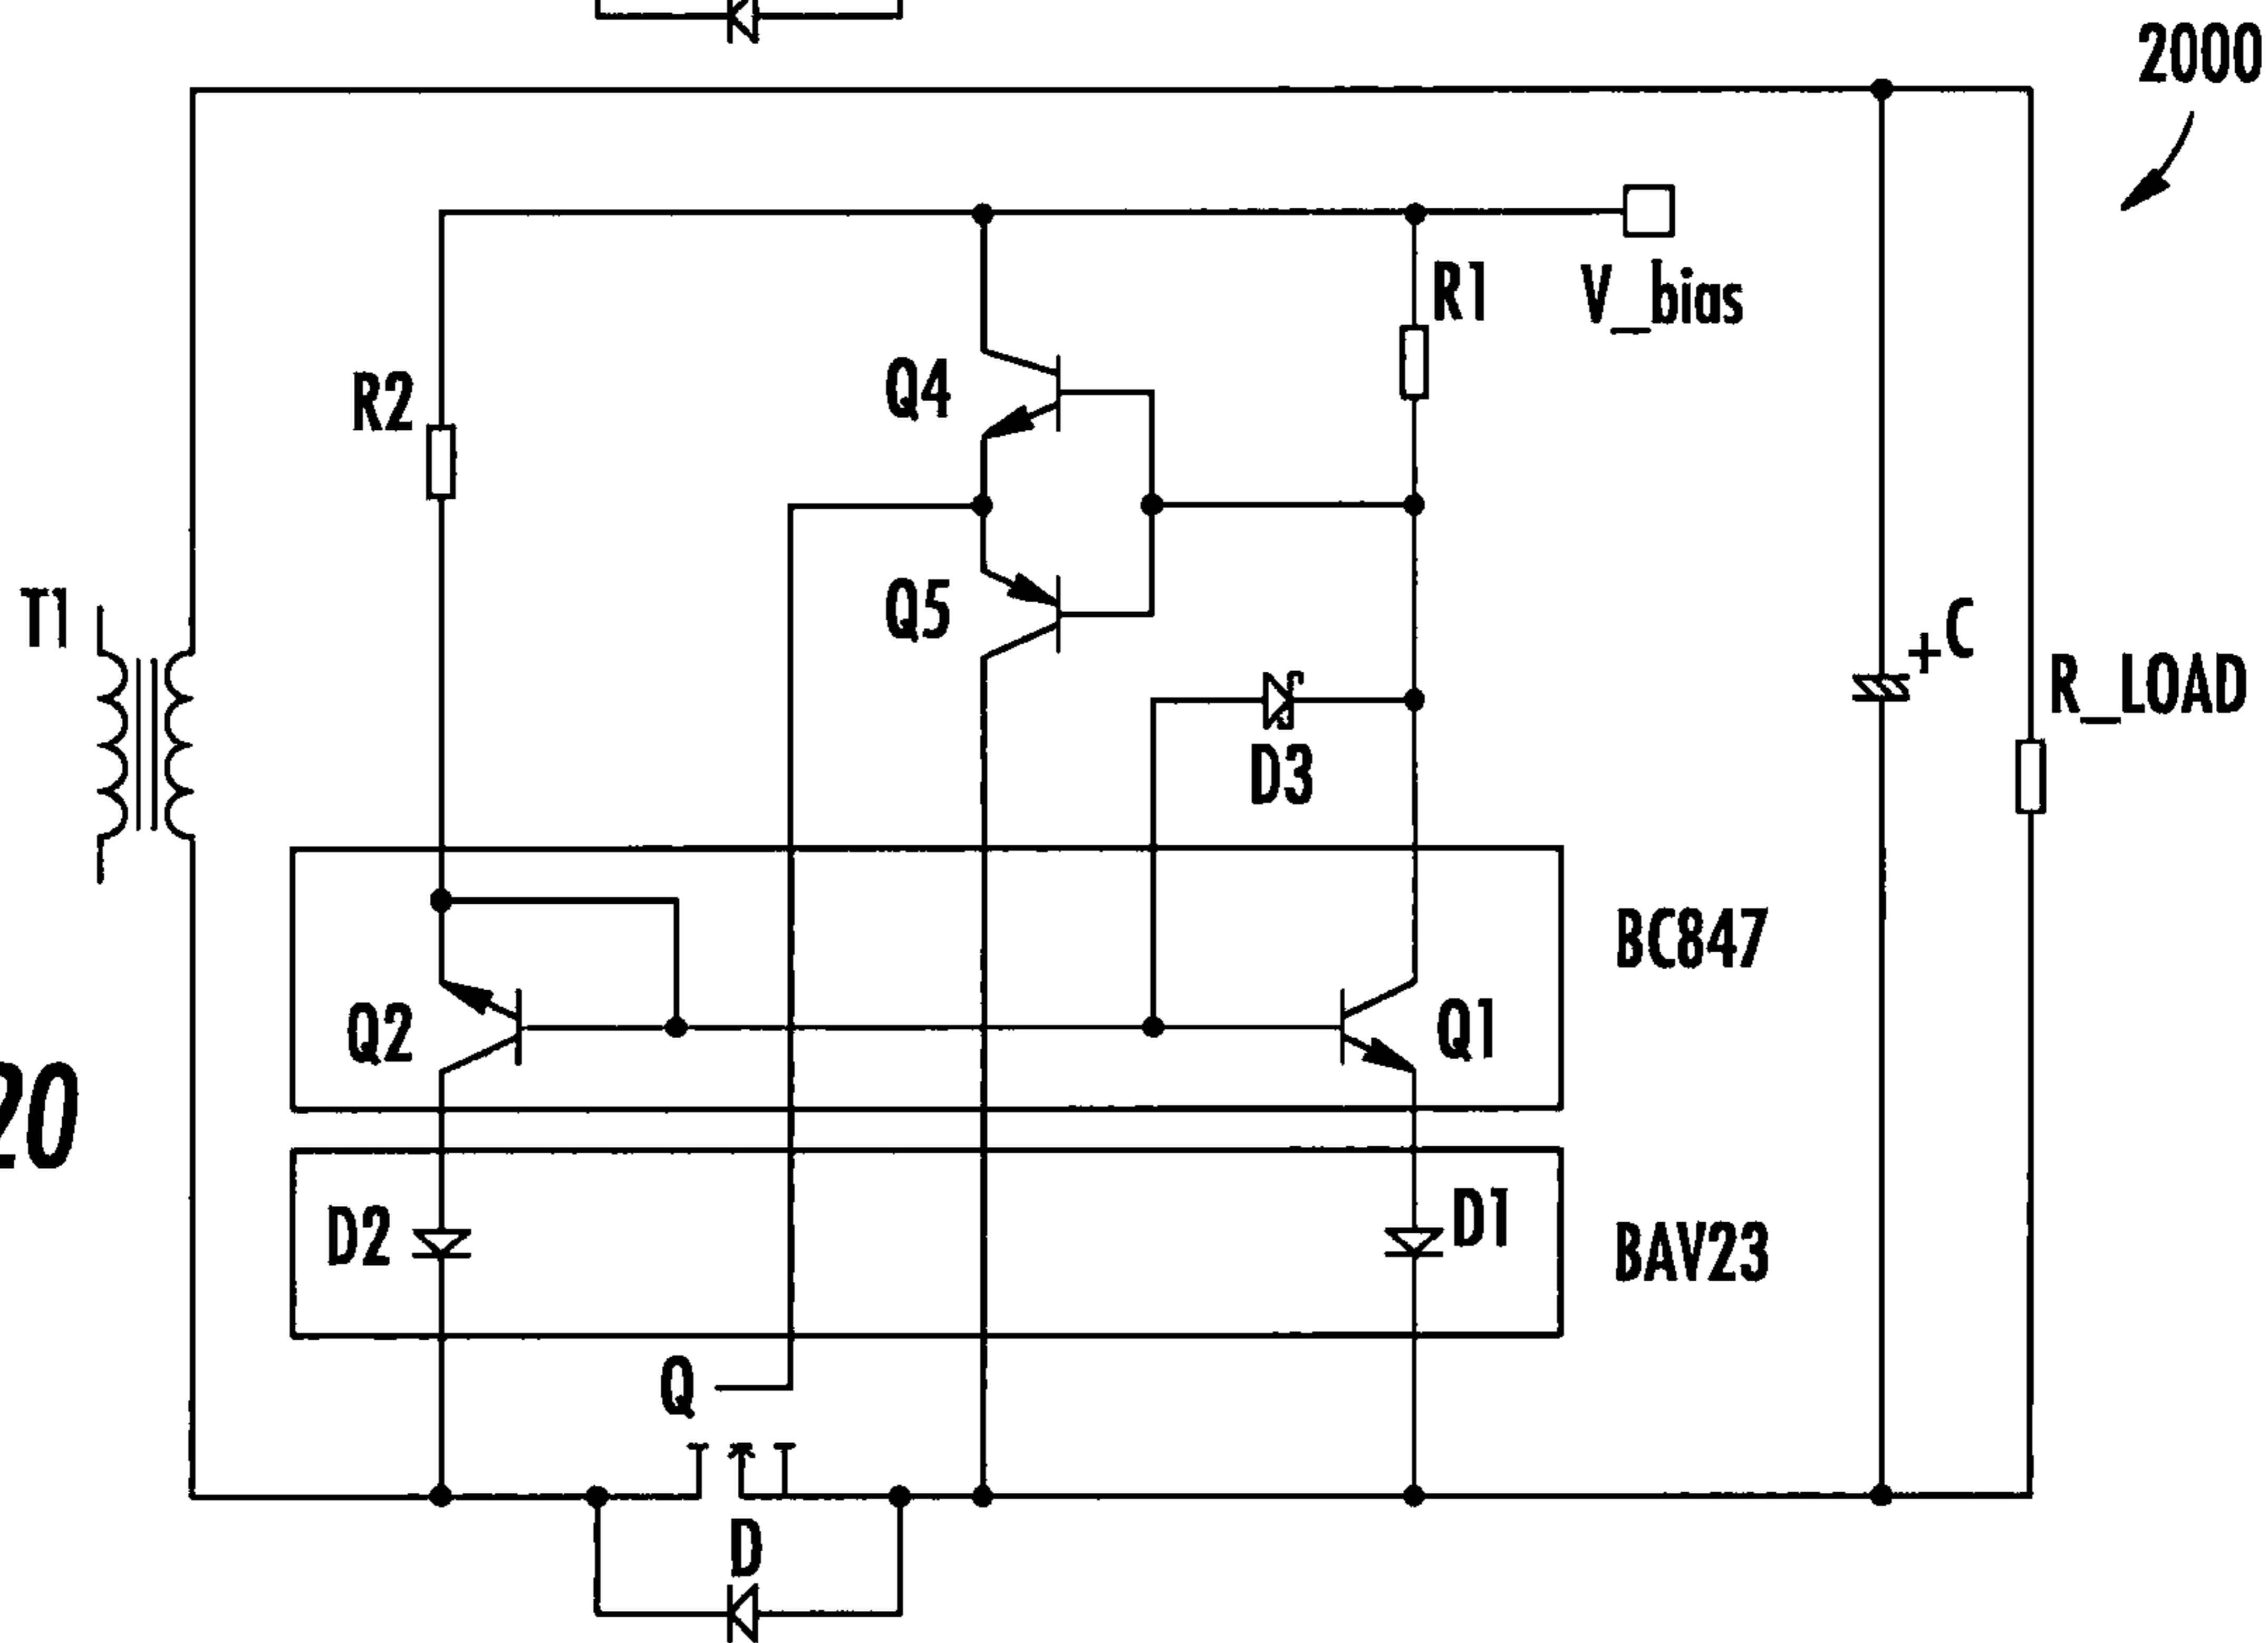 2000
R1
V_bias
Q4
R2
Q5
T1
+C
R_LOAD
D3
BC847
Q2
Q1
20
D2
D1
BAV23
Q
D